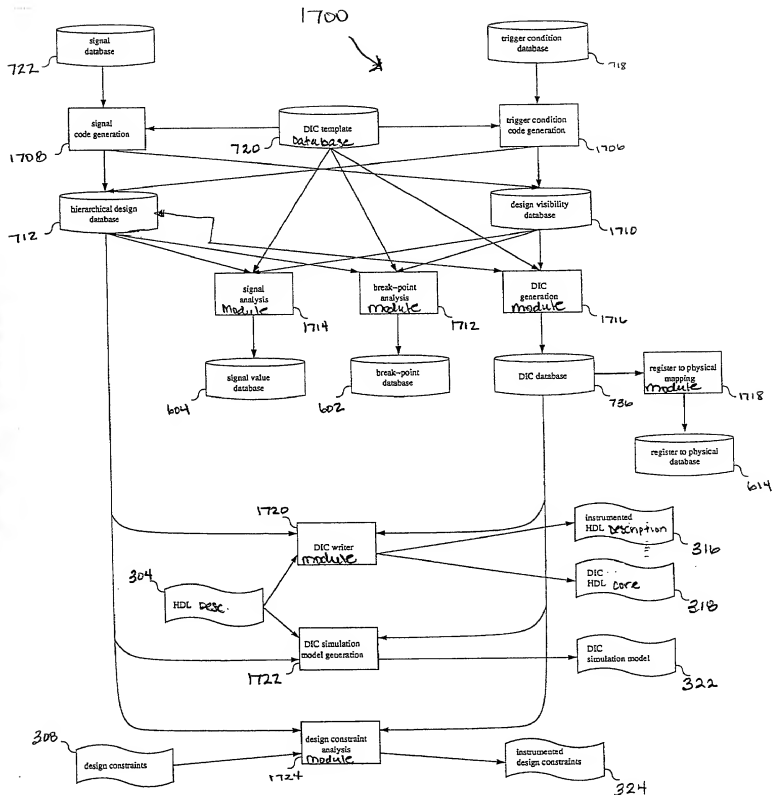 1700
signal
database
722
trigger condition
database
718
signal
code generation
1708
DIC template
Database
720
trigger condition
code generation
1706
hierarchical design
database
712
design visibility
database
1710
signal
analysis
Module
1714
break-point
analysis
Module
1712
DIC
generation
Module
1716
signal value
database
604
break-point
database
602
DIC database
736
register to physical
mapping
Module
1718
register to physical
database
614
1720
DIC writer
module
instrumented
HDL Description
316
304
HDL Desc.
DIC
HDL Core
318
DIC simulation
model generation
1722
DIC
simulation model
322
308
design constraints
design constraint
analysis
Module
1724
instrumented
design constraints
324